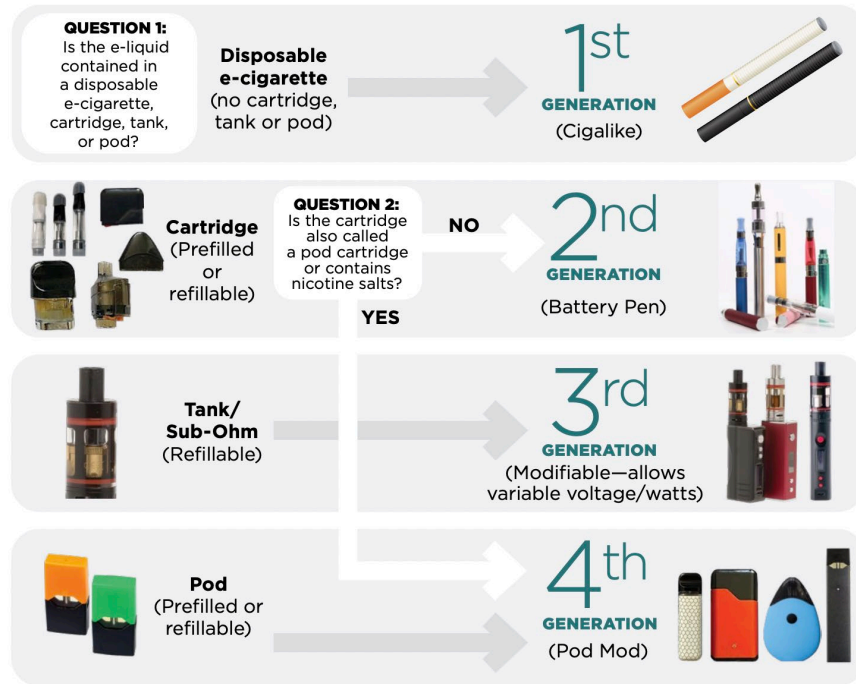 QUESTION 1:
Is the e-liquid
contained in
a disposable
e-cigarette,
cartridge, tank,
or pod?
Disposable
e-cigarette
(no cartridge,
tank or pod)
1st
GENERATION
(Cigalike)
Cartridge
(Prefilled
or
refillable)
QUESTION 2:
Is the cartridge
also called
a pod cartridge
or contains
nicotine salts?
NO
YES
2nd
GENERATION
(Battery Pen)
Tank/
Sub-Ohm
(Refillable)
3rd
GENERATION
(Modifiable—allows
variable voltage/watts)
Pod
(Prefilled or
refillable)
4th
GENERATION
(Pod Mod)